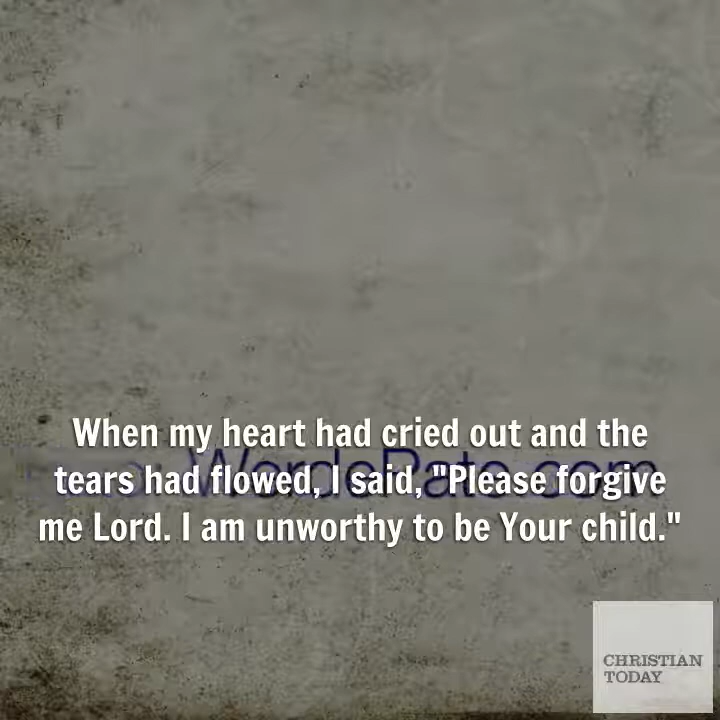 When my heart had cried out and the
tears had flowed, I said,"Please forgive
me Lord. I am unworthy to be Your child."
CHRISTIAN
TODAY